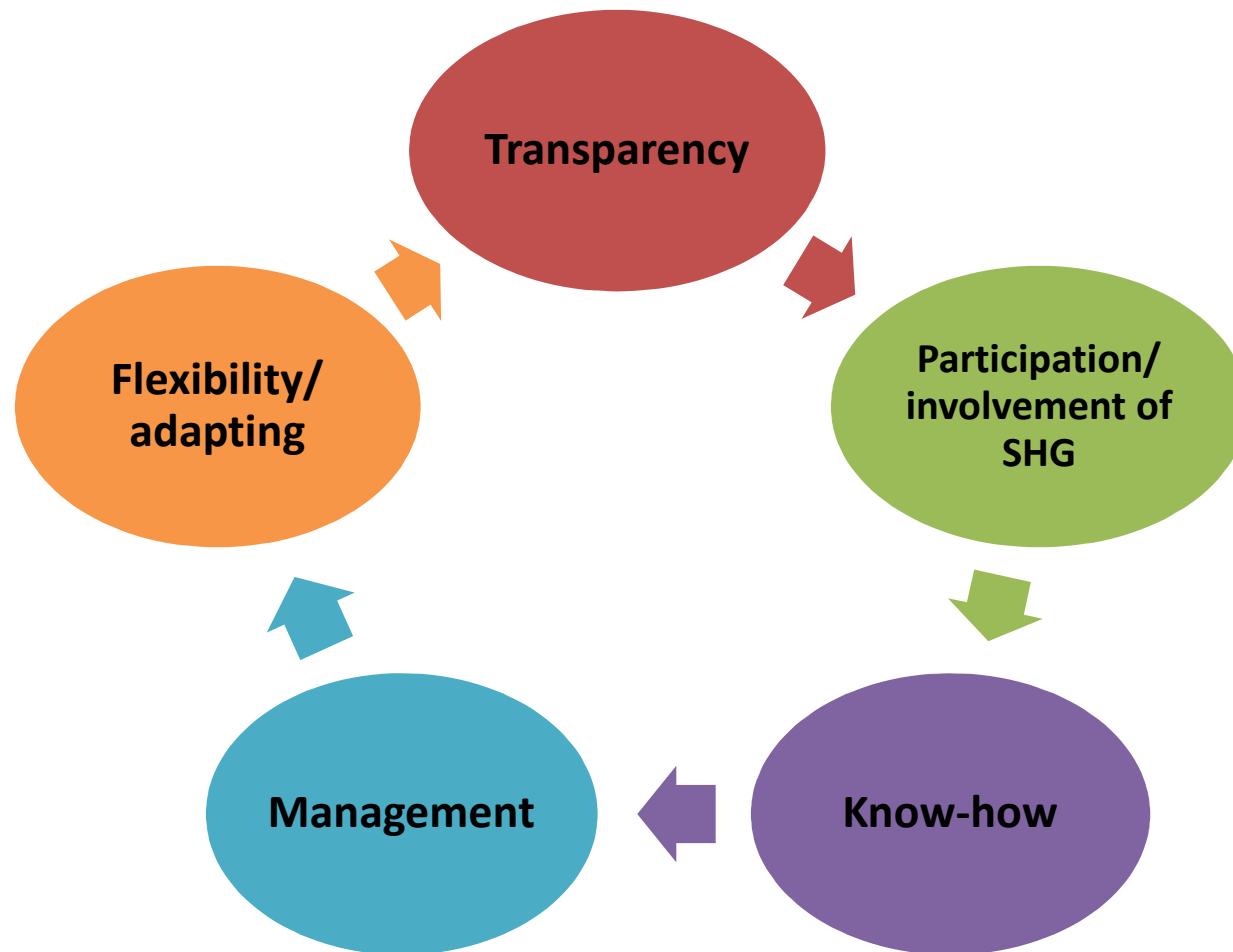 Transparency
Participation/
involvement of
SHG
Know-how
Management
Flexibility/
adapting